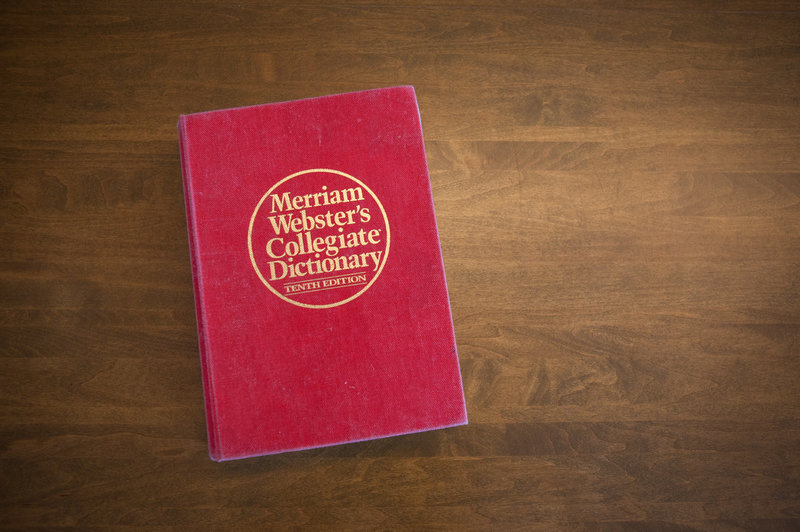 Merriam
Webster's
Collegiate
Dictionary
TENTH EDITION